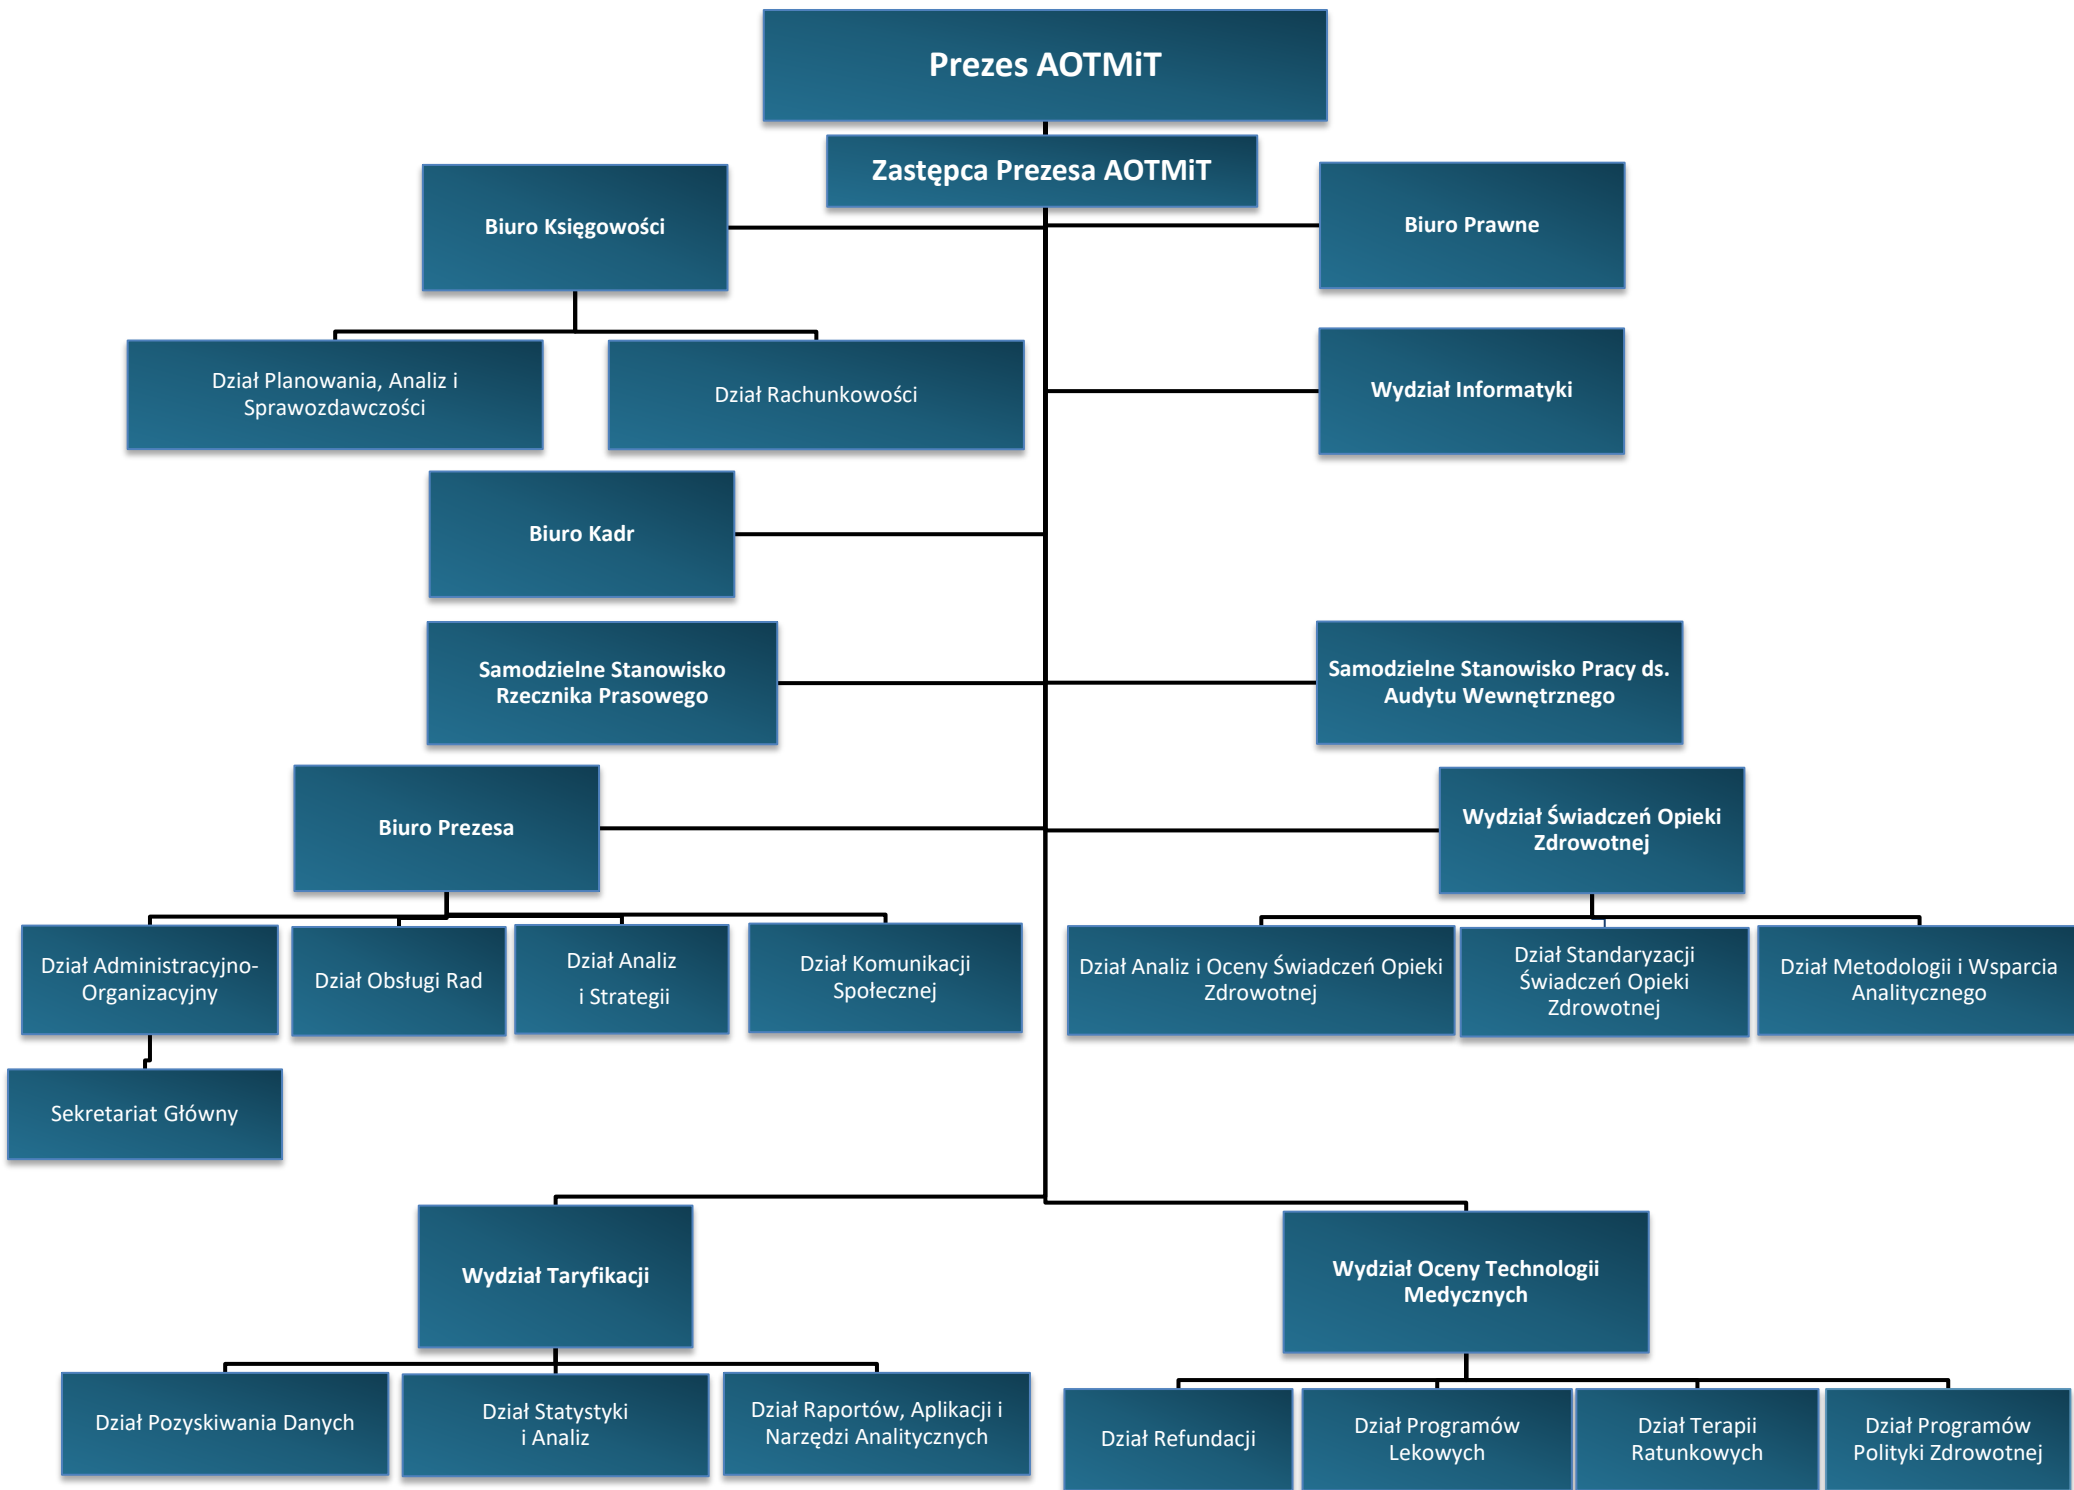 Prezes AOTMiT
Zastępca Prezesa AOTMiT
Biuro Księgowości
Biuro Prawne
Dział Planowania, Analiz i
Sprawozdawczości
Dział Rachunkowości
Wydział Informatyki
Biuro Kadr
Samodzielne Stanowisko
Rzecznika Prasowego
Samodzielne Stanowisko Pracy ds.
Audytu Wewnętrznego
Biuro Prezesa
Wydział Świadczeń Opieki
Zdrowotnej
Dział Administracyjno-
Organizacyjny
Dział Obsługi Rad
Dział Analiz
i Strategii
Dział Komunikacji
Społecznej
Dział Analiz i Oceny Świadczeń Opieki
Zdrowotnej
Dział Standaryzacji
Świadczeń Opieki
Zdrowotnej
Dział Metodologii i Wsparcia
Analitycznego
Sekretariat Główny
Wydział Taryfikacji
Wydział Oceny Technologii
Medycznych
Dział Pozyskiwania Danych
Dział Statystyki
i Analiz
Dział Raportów, Aplikacji i
Narzędzi Analitycznych
Dział Refundacji
Dział Programów
Lekowych
Dział Terapii
Ratunkowych
Dział Programów
Polityki Zdrowotnej